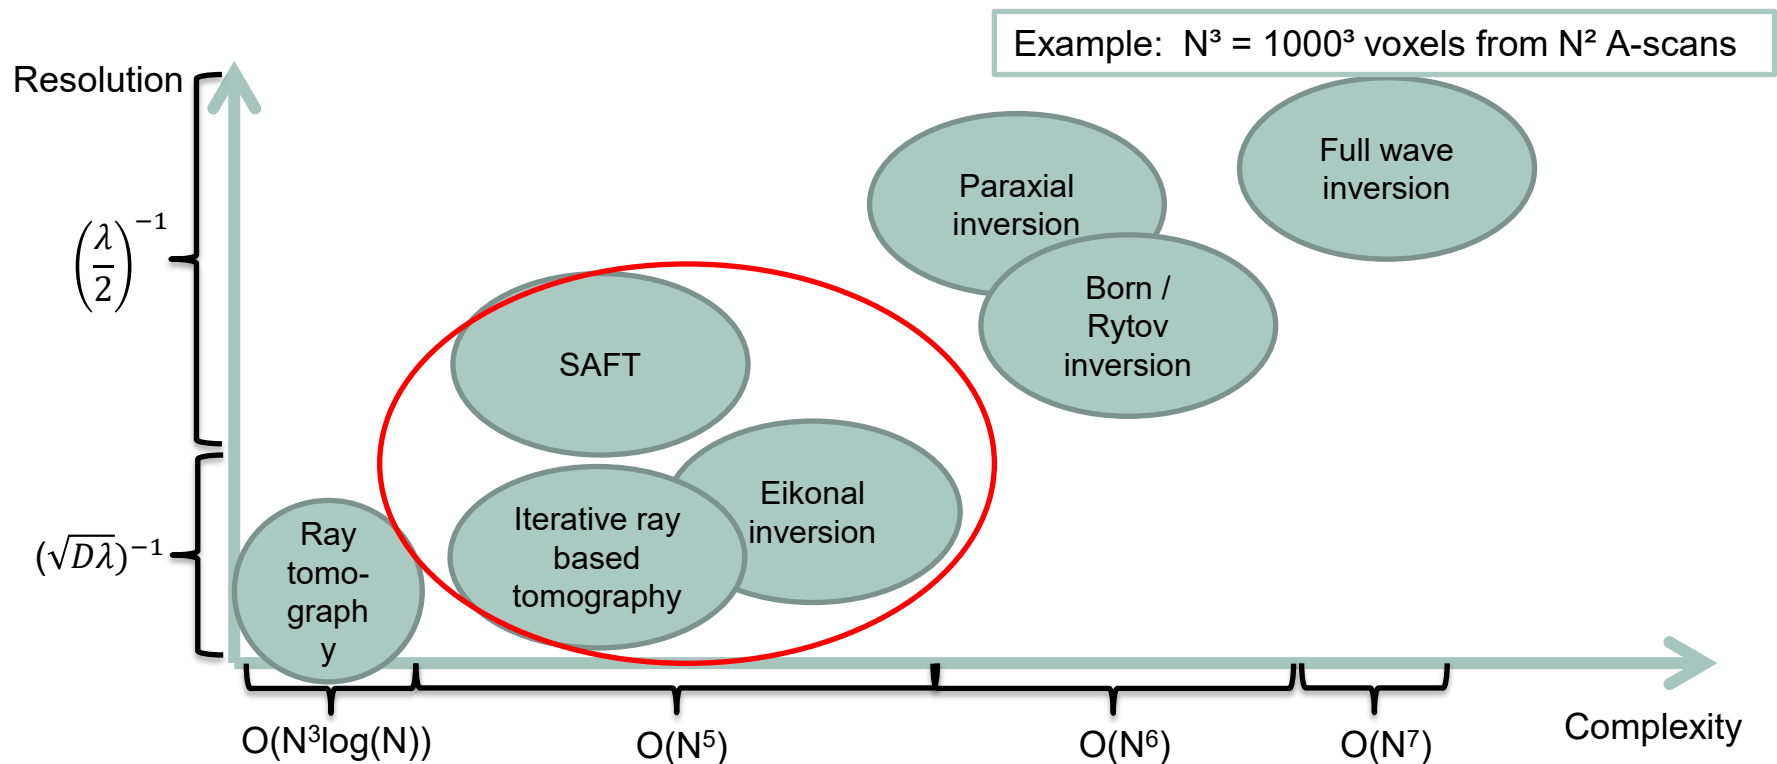 Example:  N³ = 1000³ voxels from N² A-scans
Resolution
Full wave
inversion
Paraxial
inversion
(λ/2)⁻¹
Born /
Rytov
inversion
SAFT
Eikonal
inversion
Iterative ray
based
tomography
(√Dλ)⁻¹
Ray
tomo-
graph
y
Complexity
O(N³log(N))
O(N⁵)
O(N⁶)
O(N⁷)